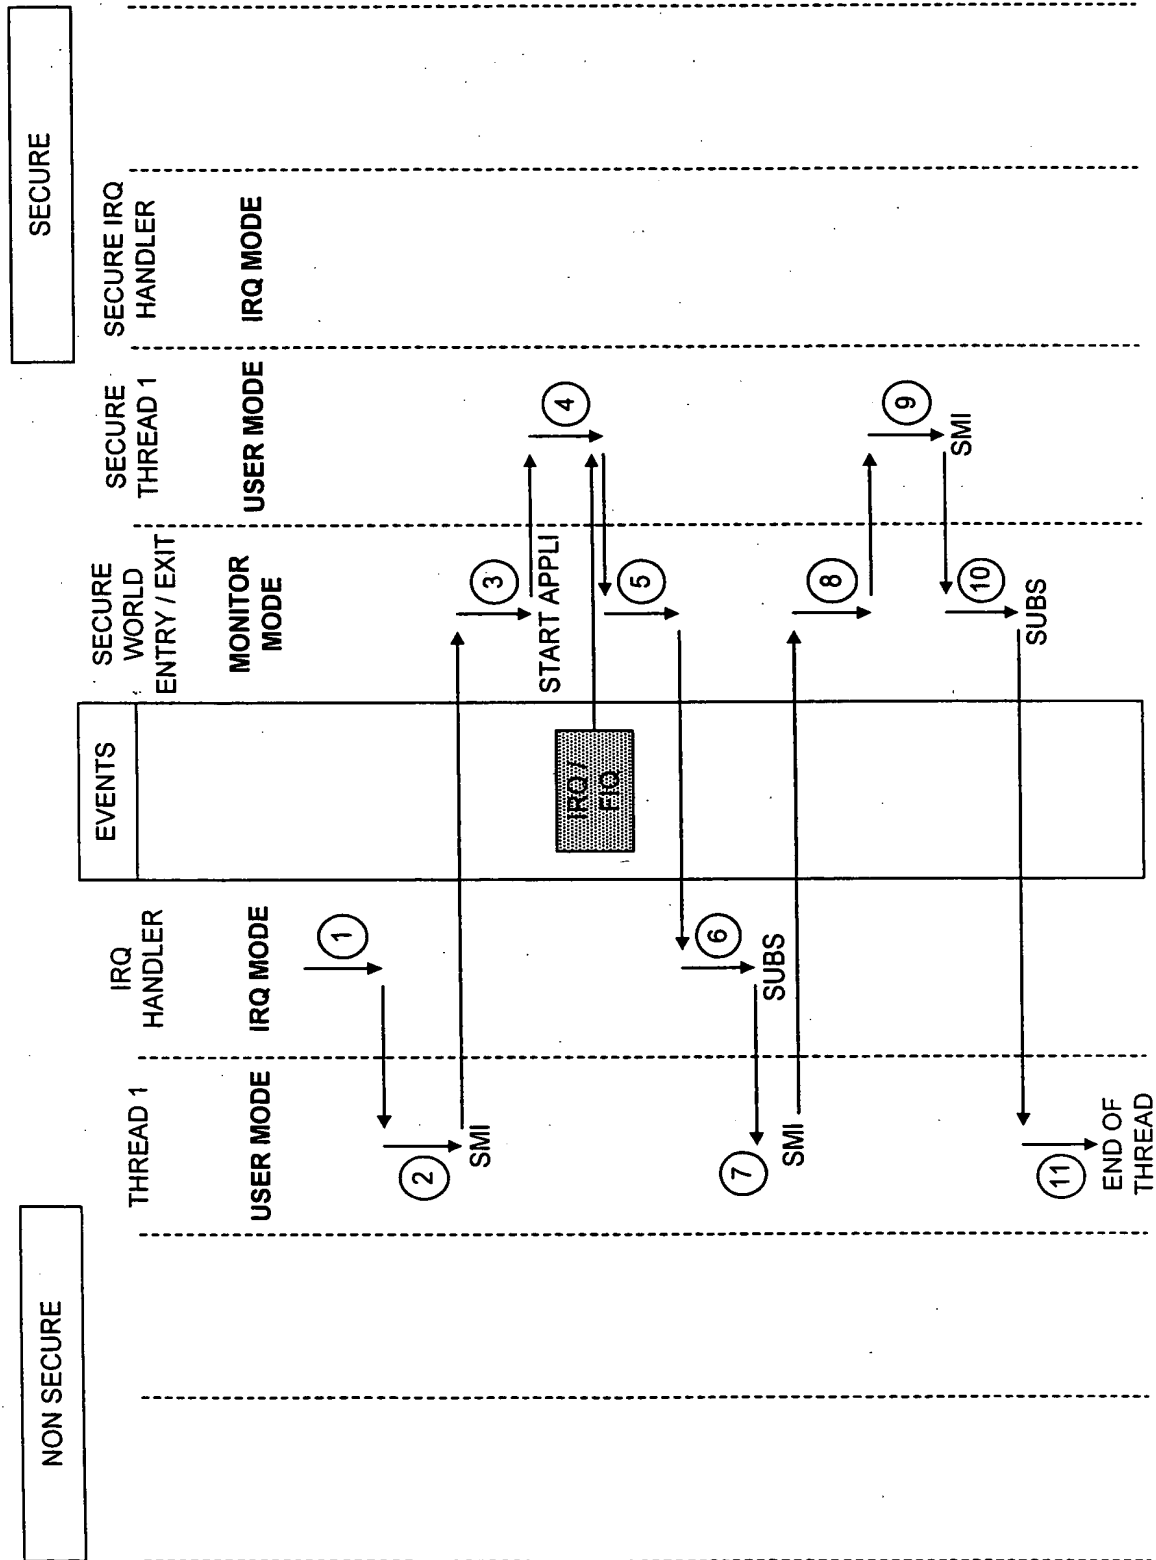 NON SECURE
SECURE
THREAD 1
USER MODE
IRQ
HANDLER
IRQ MODE
EVENTS
SECURE
WORLD
ENTRY / EXIT
MONITOR
MODE
SECURE
THREAD 1
USER MODE
SECURE IRQ
HANDLER
IRQ MODE
1
2
SMI
3
START APPLI
4
IRQ /
FIQ
5
6
SUBS
7
SMI
8
9
SMI
10
SUBS
11
END OF
THREAD